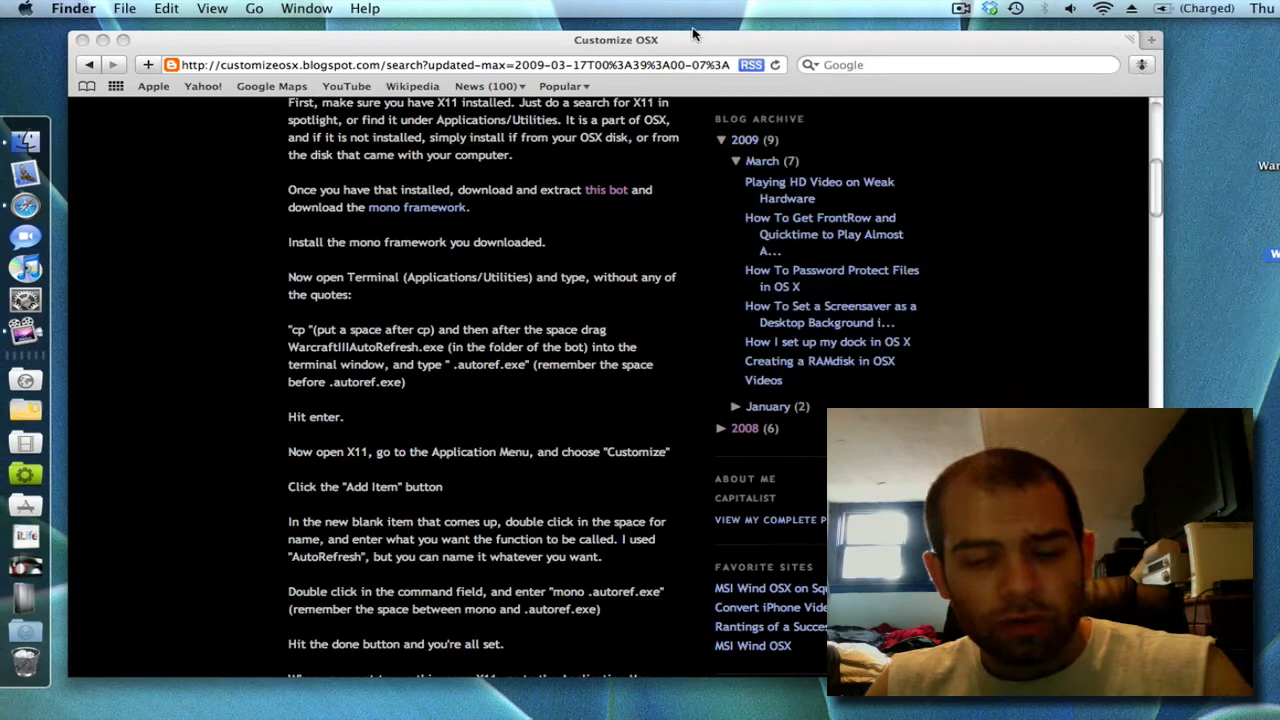 Finder File Edit View Go Window Help (Charged) Thu
Customize OSX
http://customizeosx.blogspot.com/search?updated-max=2009-03-17T00%3A39%3A00-07%3A RSS Google
Apple Yahoo! Google Maps YouTube Wikipedia News (100) Popular
First, make sure you have X11 installed. Just do a search for X11 in
spotlight, or find it under Applications/Utilities. It is a part of OSX,
and if it is not installed, simply install if from your OSX disk, or from
the disk that came with your computer.
Once you have that installed, download and extract this bot and
download the mono framework.
Install the mono framework you downloaded.
Now open Terminal (Applications/Utilities) and type, without any of
the quotes:
"cp "(put a space after cp) and then after the space drag
WarcraftIIIAutoRefresh.exe (in the folder of the bot) into the
terminal window, and type " .autoref.exe" (remember the space
before .autoref.exe)
Hit enter.
Now open X11, go to the Application Menu, and choose "Customize"
Click the "Add Item" button
In the new blank item that comes up, double click in the space for
name, and enter what you want the function to be called. I used
"AutoRefresh", but you can name it whatever you want.
Double click in the command field, and enter "mono .autoref.exe"
(remember the space between mono and .autoref.exe)
Hit the done button and you're all set.
BLOG ARCHIVE
▼ 2009 (9)
▼ March (7)
Playing HD Video on Weak
Hardware
How To Get FrontRow and
Quicktime to Play Almost
A...
How To Password Protect Files
in OS X
How To Set a Screensaver as a
Desktop Background i...
How I set up my dock in OS X
Creating a RAMdisk in OSX
Videos
► January (2)
► 2008 (6)
ABOUT ME
CAPITALIST
VIEW MY COMPLETE P
FAVORITE SITES
MSI Wind OSX on Squ
Convert iPhone Vide
Rantings of a Succes
MSI Wind OSX
iLife
War
W